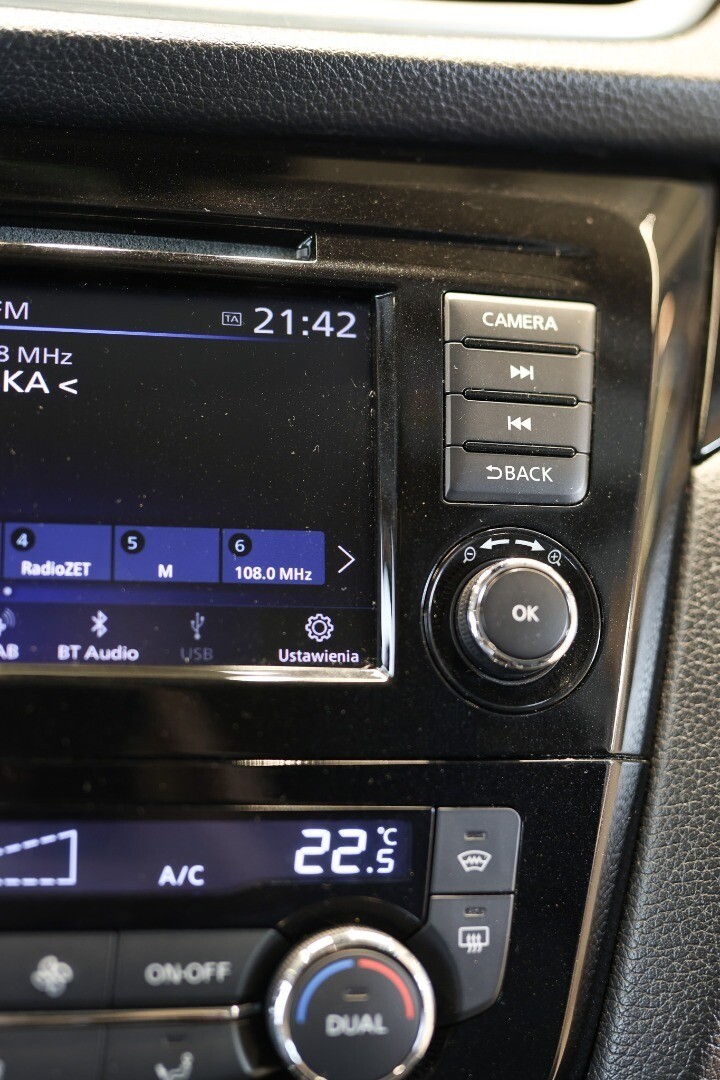 FM
TA 21:42
8 MHz
KA <
4
RadioZET
5
M
6
108.0 MHz
AB
BT Audio
USB
Ustawienia
CAMERA
BACK
OK
A/C
22.5 °C
ON·OFF
DUAL